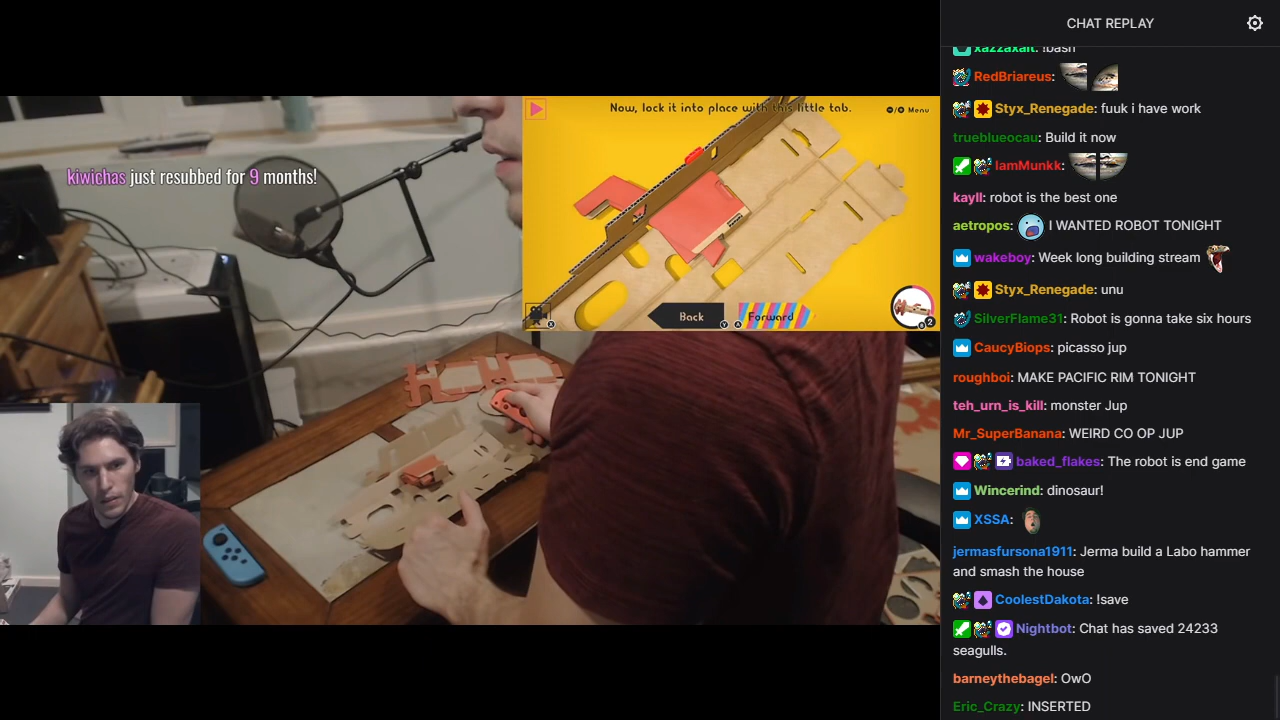 CHAT REPLAY
xazzaxalt: !bash
RedBriareus:
Styx_Renegade: fuuk i have work
trueblueocau: Build it now
IamMunkk:
kayll: robot is the best one
aetropos: I WANTED ROBOT TONIGHT
wakeboy: Week long building stream
Styx_Renegade: unu
SilverFlame31: Robot is gonna take six hours
CaucyBiops: picasso jup
roughboi: MAKE PACIFIC RIM TONIGHT
teh_urn_is_kill: monster Jup
Mr_SuperBanana: WEIRD CO OP JUP
baked_flakes: The robot is end game
Wincerind: dinosaur!
XSSA:
jermasfursona1911: Jerma build a Labo hammer
and smash the house
CoolestDakota: !save
Nightbot: Chat has saved 24233
seagulls.
barneythebagel: OwO
Eric_Crazy: INSERTED
kiwichas just resubbed for 9 months!
Now, lock it into place with this little tab.
Menu
Back
Forward
X
Y
A
2